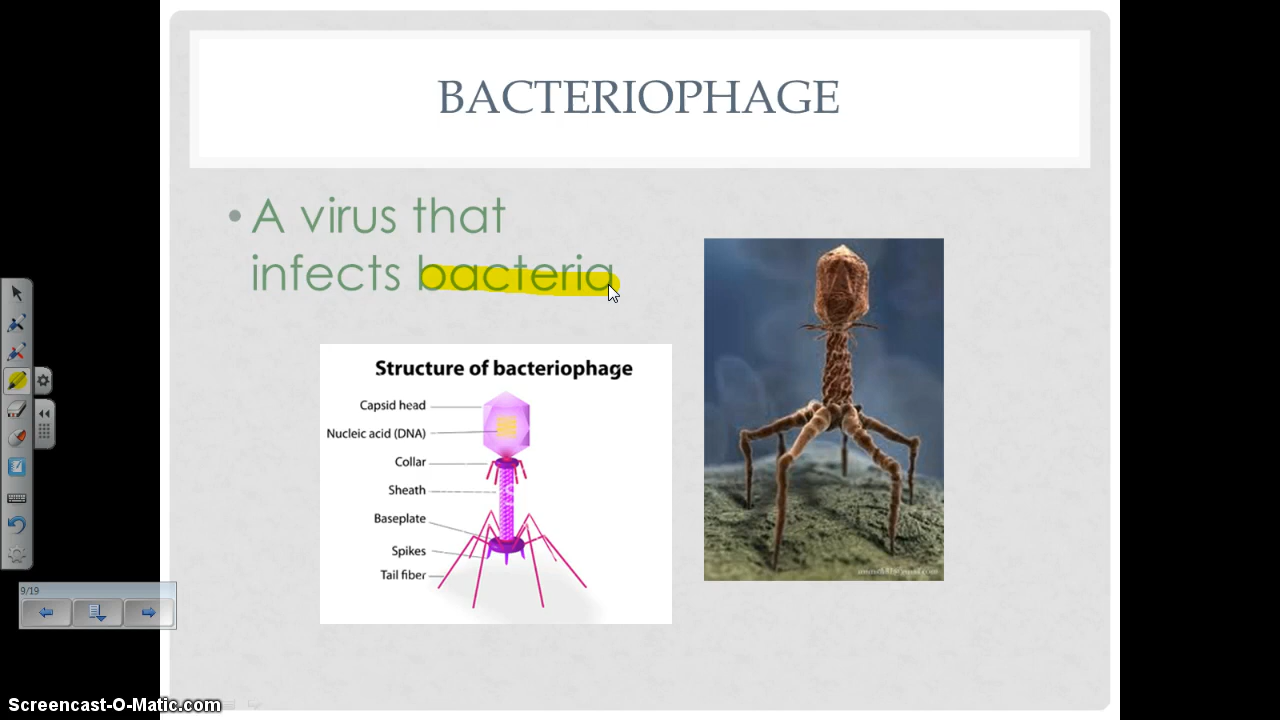 BACTERIOPHAGE
• A virus that
infects bacteria
Structure of bacteriophage
Capsid head
Nucleic acid (DNA)
Collar
Sheath
Baseplate
Spikes
Tail fiber
9/19
Screencast-O-Matic.com